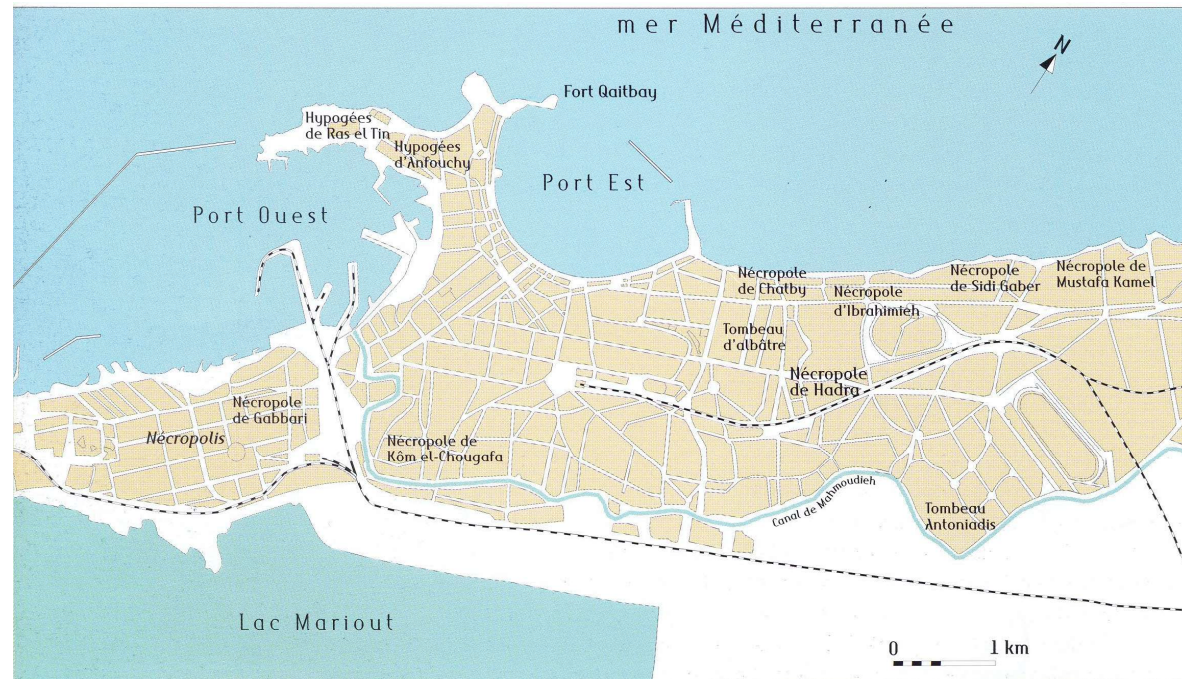 mer Méditerranée
N
Fort Qaitbay
Hypogées
de Ras el Tin
Hypogées
d'Anfouchy
Port Est
Port Ouest
Nécropole
de Chatby
Nécropole
d'Ibrahimieh
Nécropole
de Sidi Gaber
Nécropole de
Mustafa Kamel
Tombeau
d'albâtre
Nécropole
de Hadra
Nécropole
de Gabbari
Nécropolis
Nécropole de
Kôm el-Chougafa
Canal de Mahmoudieh
Tombeau
Antoniadis
Lac Mariout
0 1 km